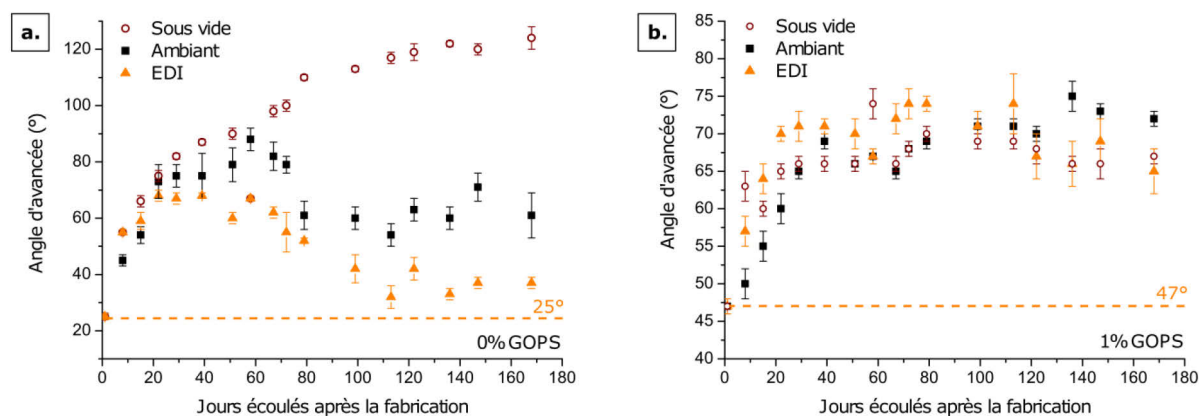 a.
Sous vide
Ambiant
EDI
Angle d'avancée (°)
120
100
80
60
40
20
25°
0% GOPS
0 20 40 60 80 100 120 140 160 180
Jours écoulés après la fabrication
b.
Sous vide
Ambiant
EDI
Angle d'avancée (°)
85
80
75
70
65
60
55
50
45
40
47°
1% GOPS
0 20 40 60 80 100 120 140 160 180
Jours écoulés après la fabrication